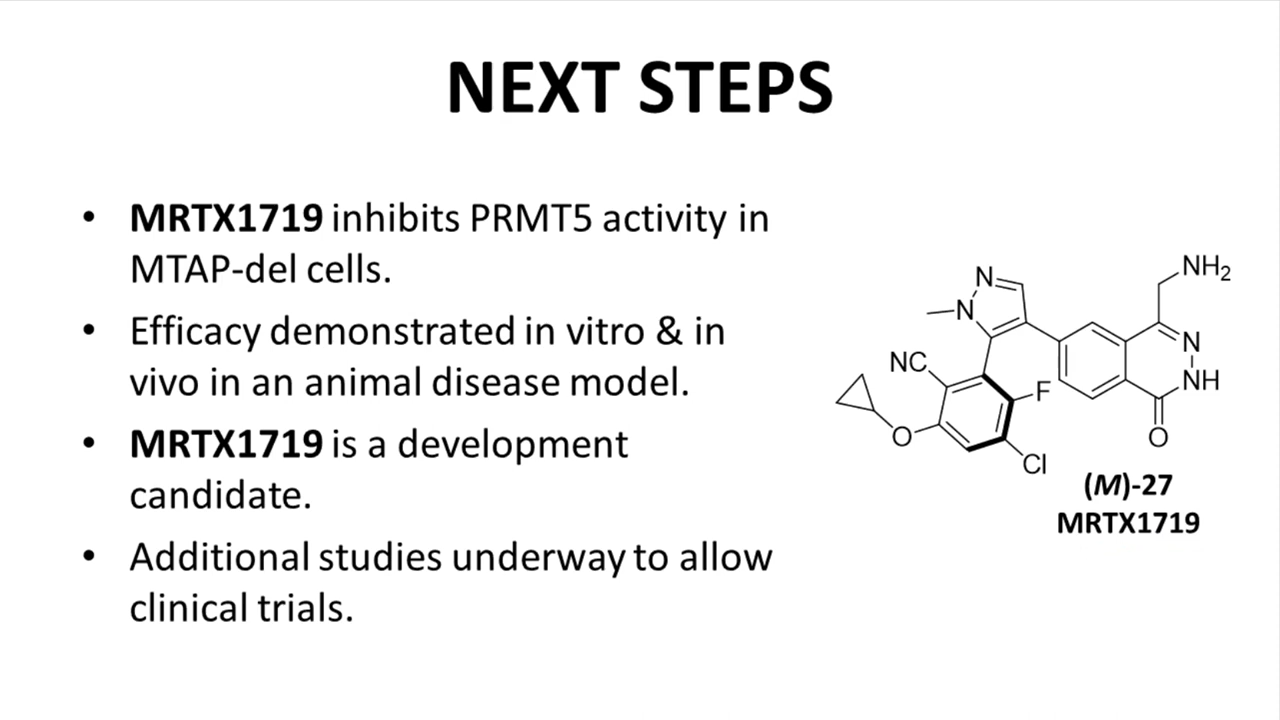 NEXT STEPS
• MRTX1719 inhibits PRMT5 activity in
MTAP-del cells.
• Efficacy demonstrated in vitro & in
vivo in an animal disease model.
• MRTX1719 is a development
candidate.
• Additional studies underway to allow
clinical trials.
NH2
N
N
N
NC
NH
F
O
O
Cl
(M)-27
MRTX1719